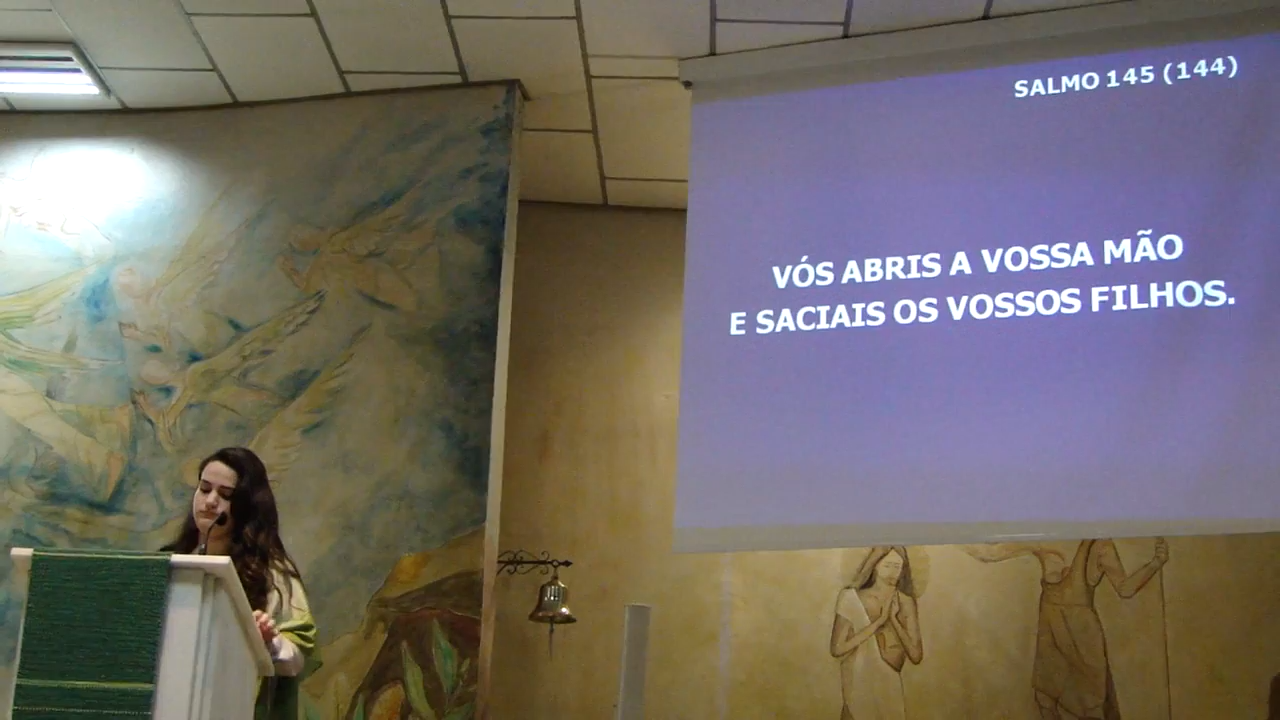 SALMO 145 (144)
VÓS ABRIS A VOSSA MÃO
E SACIAIS OS VOSSOS FILHOS.